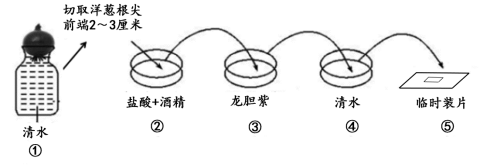 切取洋葱根尖
前端2～3厘米
清水
①
盐酸+酒精
②
龙胆紫
③
清水
④
临时装片
⑤